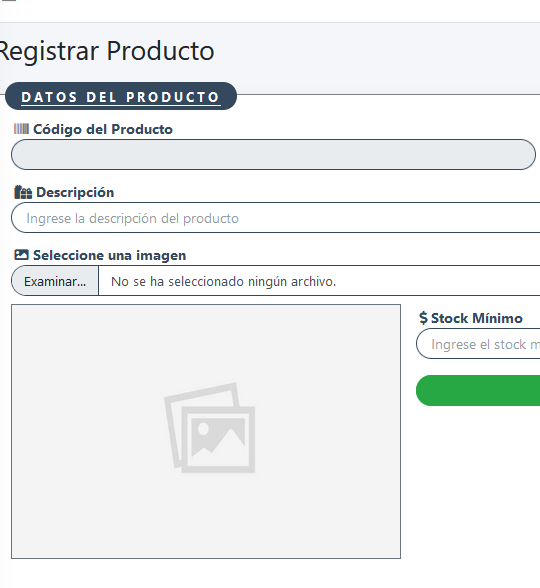 Registrar Producto
DATOS DEL PRODUCTO
Código del Producto
Descripción
Ingrese la descripción del producto
Seleccione una imagen
Examinar... No se ha seleccionado ningún archivo.
$ Stock Mínimo
Ingrese el stock m